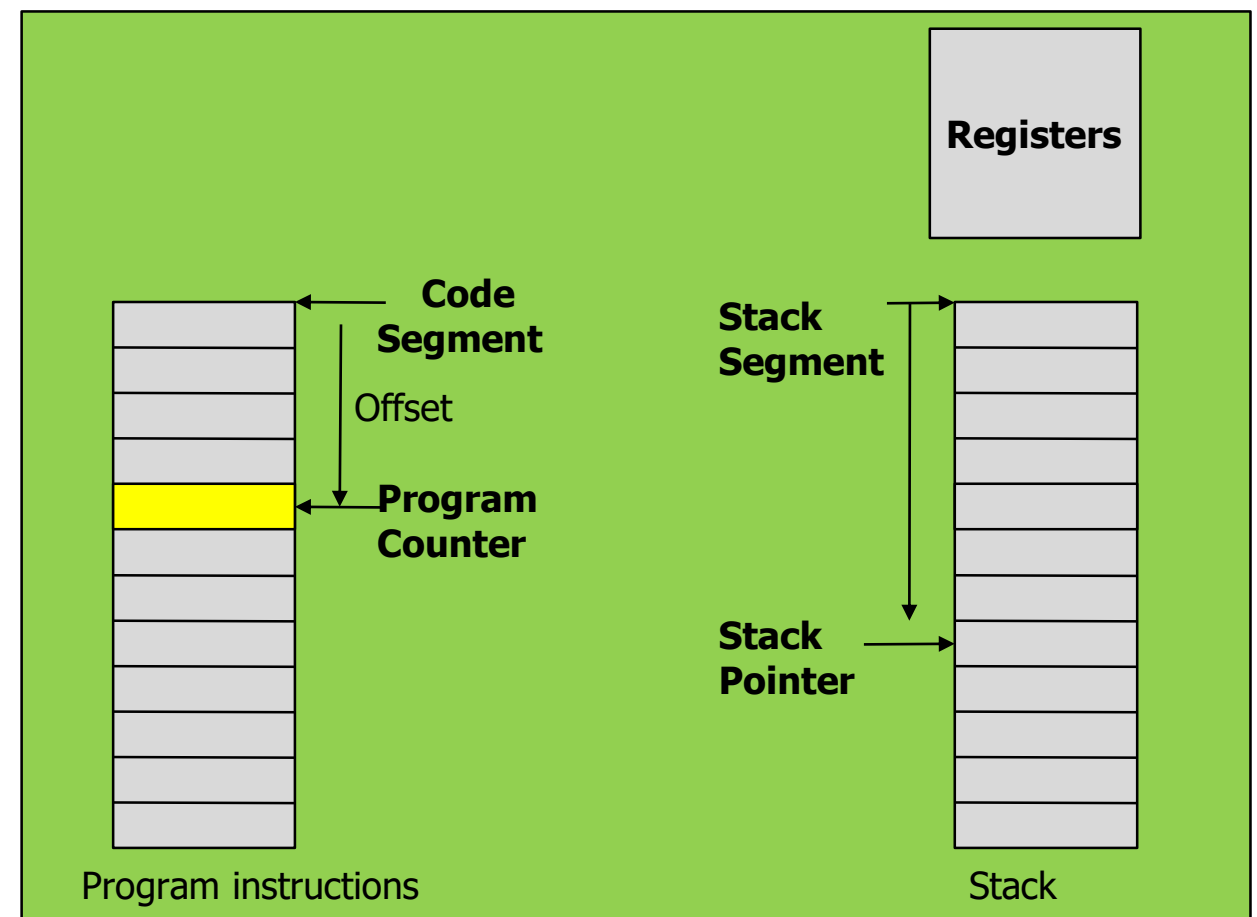 Registers
Code
Segment
Offset
Program
Counter
Program instructions
Stack
Segment
Stack
Pointer
Stack